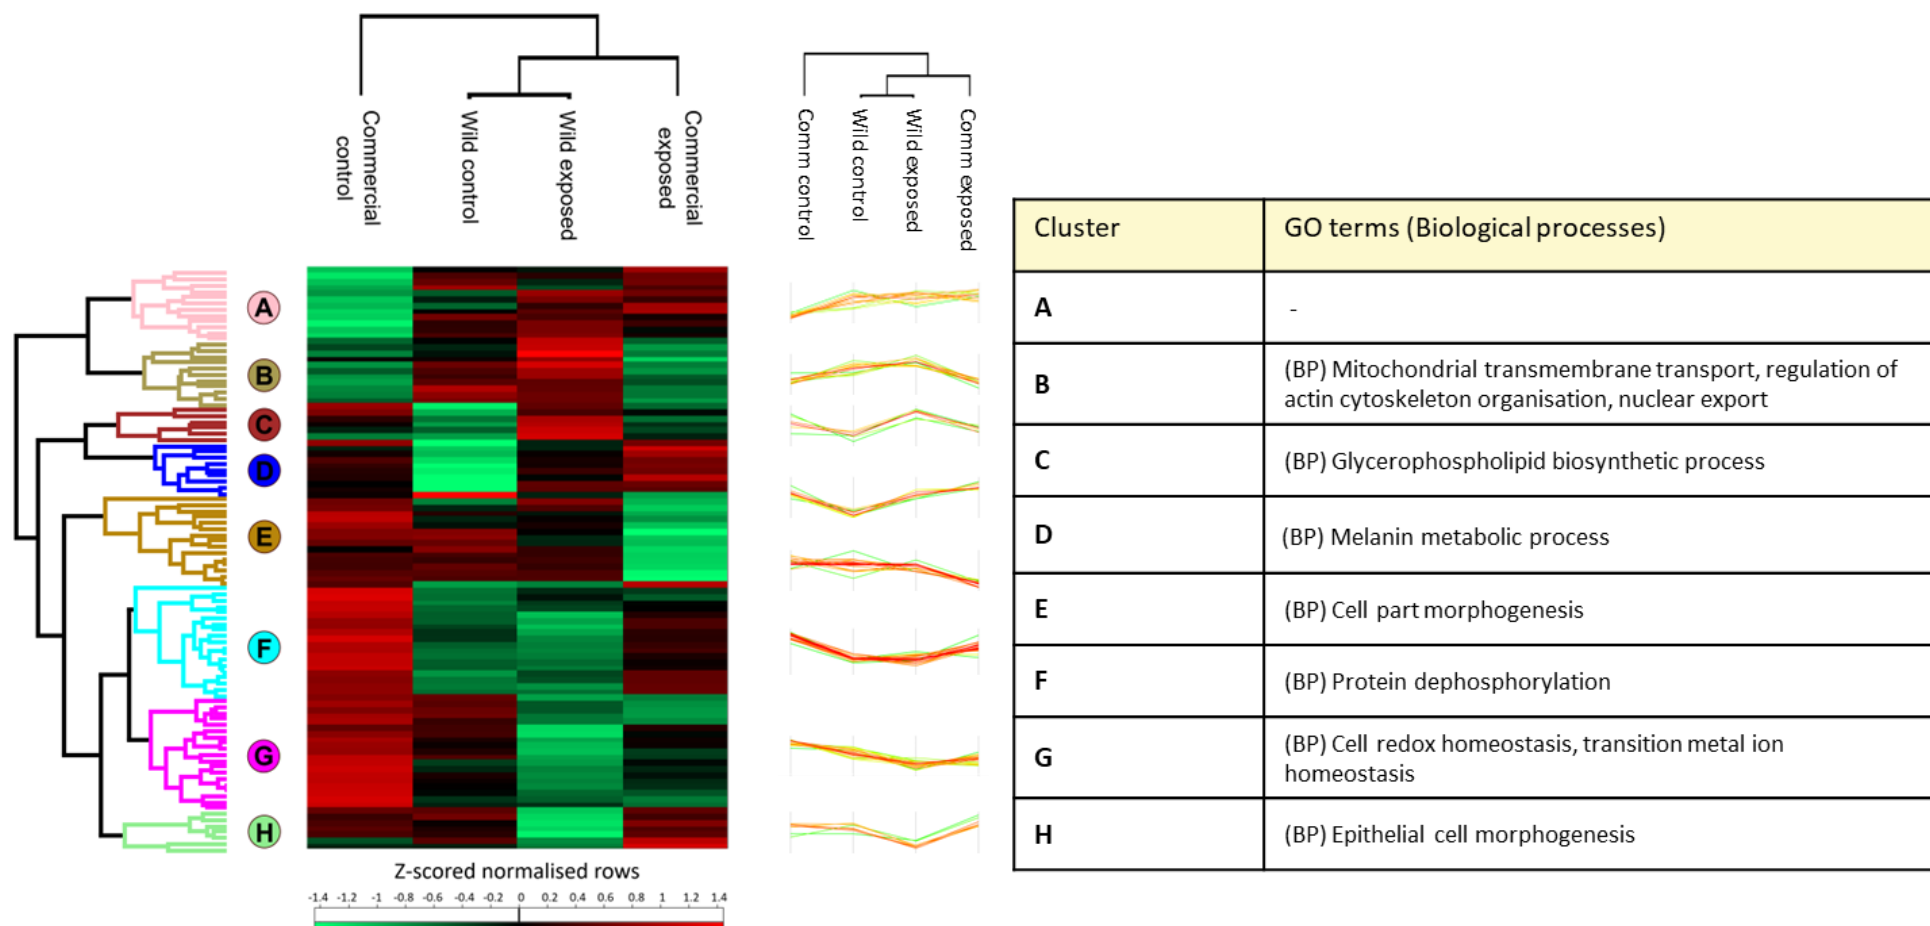 Commercial
control
Wild control
Wild exposed
Commercial
exposed
Comm control
Wild control
Wild exposed
Comm exposed
A
B
C
D
E
F
G
H
Z-scored normalised rows
-1.4 -1.2 -1 -0.8 -0.6 -0.4 -0.2 0 0.2 0.4 0.6 0.8 1 1.2 1.4
Cluster GO terms (Biological processes)
A -
B (BP) Mitochondrial transmembrane transport, regulation of
actin cytoskeleton organisation, nuclear export
C (BP) Glycerophospholipid biosynthetic process
D (BP) Melanin metabolic process
E (BP) Cell part morphogenesis
F (BP) Protein dephosphorylation
G (BP) Cell redox homeostasis, transition metal ion
homeostasis
H (BP) Epithelial cell morphogenesis